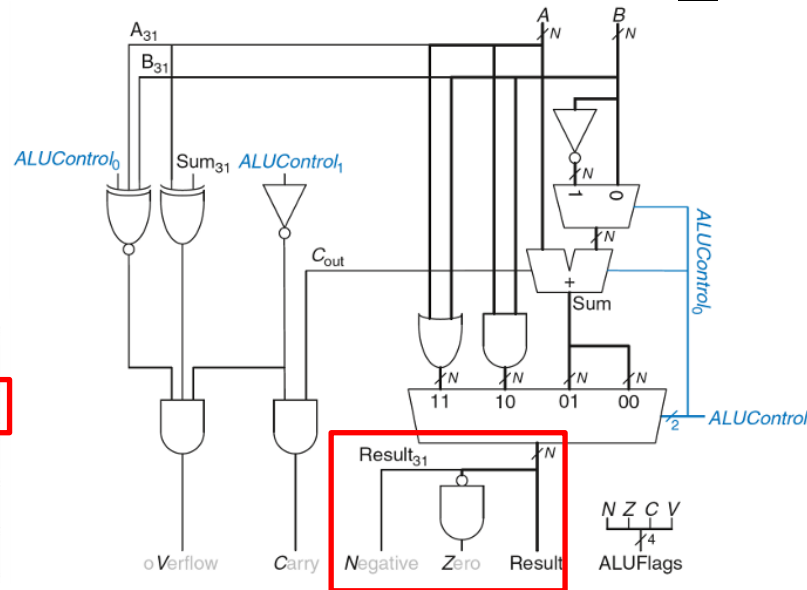 A B
N N
A31
B31
ALUControl0 Sum31 ALUControl1
N
1 0
N
ALUControl0
Cout
+
Sum
N N N N
11 10 01 00
2 ALUControl
Result31 N
N Z C V
4
oVerflow Carry Negative Zero Result ALUFlags